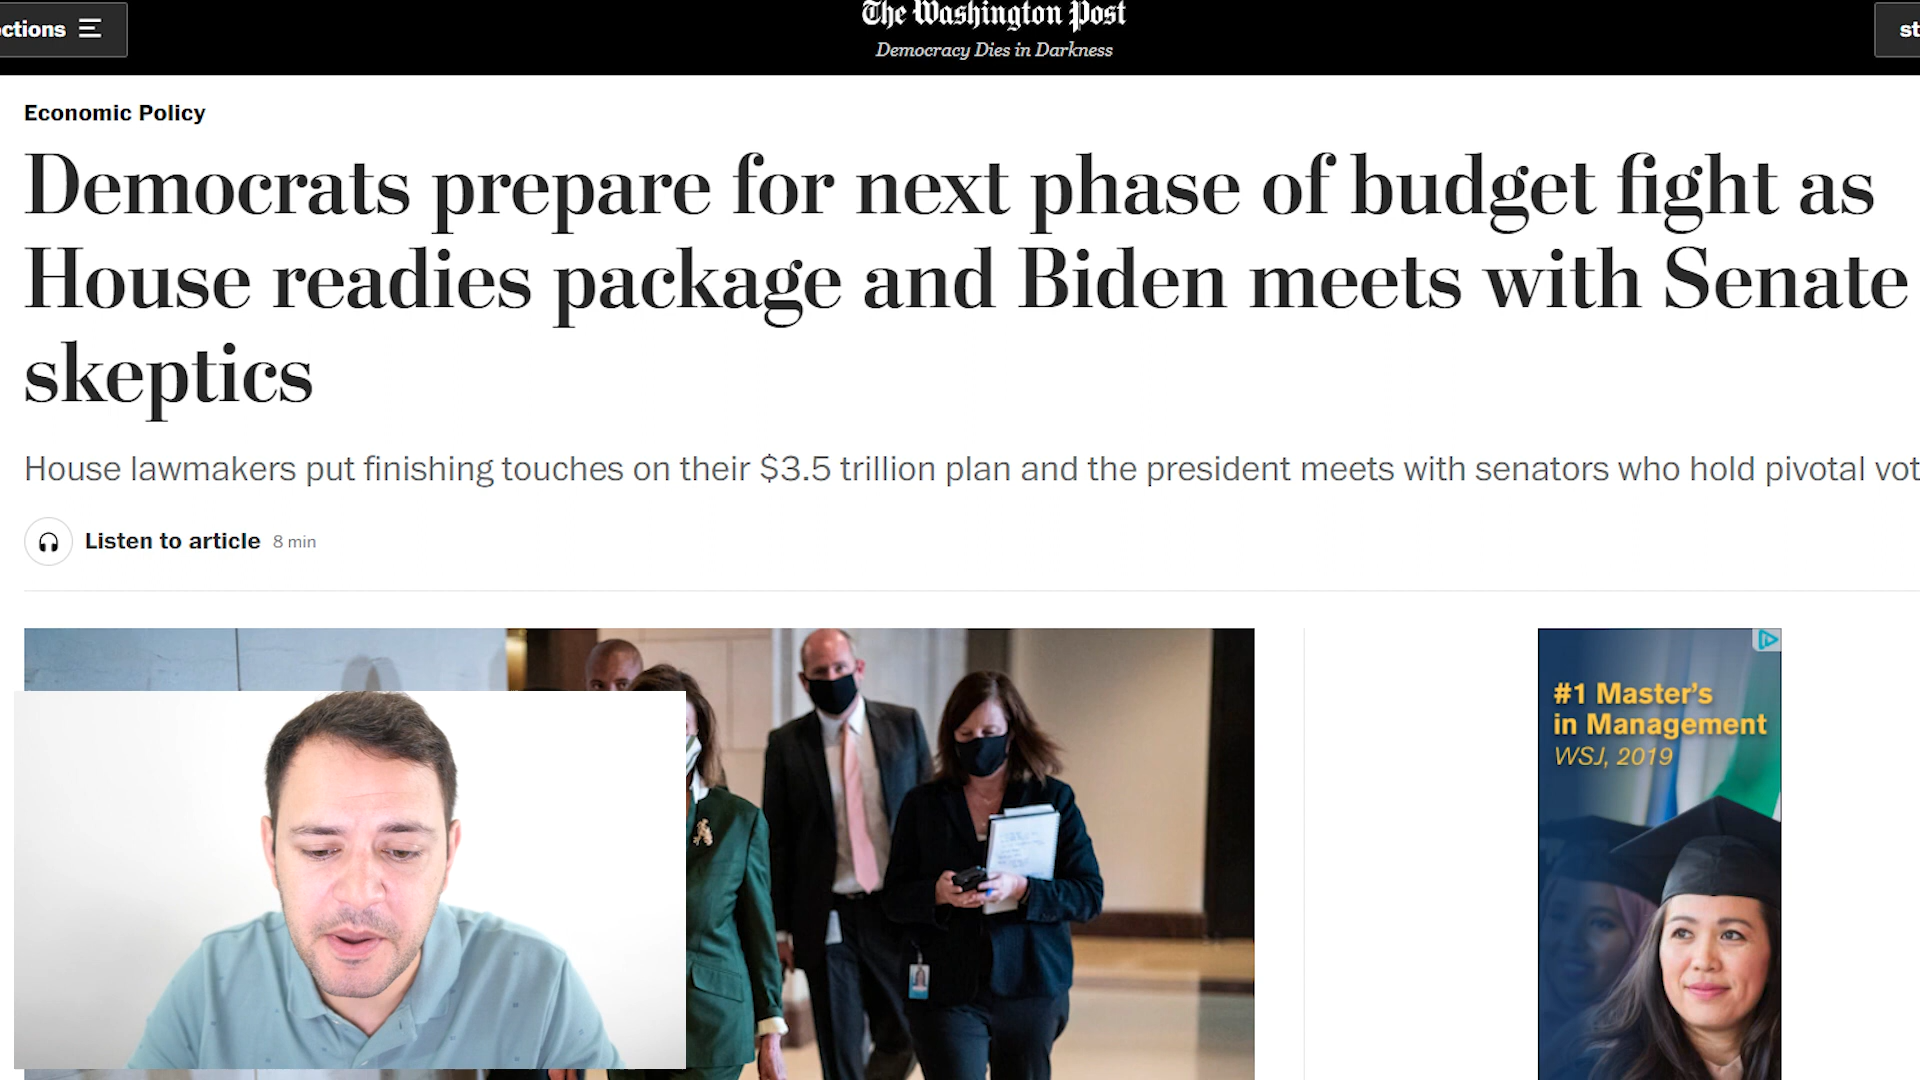 ctions
The Washington Post
Democracy Dies in Darkness
st
Economic Policy
Democrats prepare for next phase of budget fight as
House readies package and Biden meets with Senate
skeptics
House lawmakers put finishing touches on their $3.5 trillion plan and the president meets with senators who hold pivotal vot
Listen to article 8 min
#1 Master's
in Management
WSJ, 2019